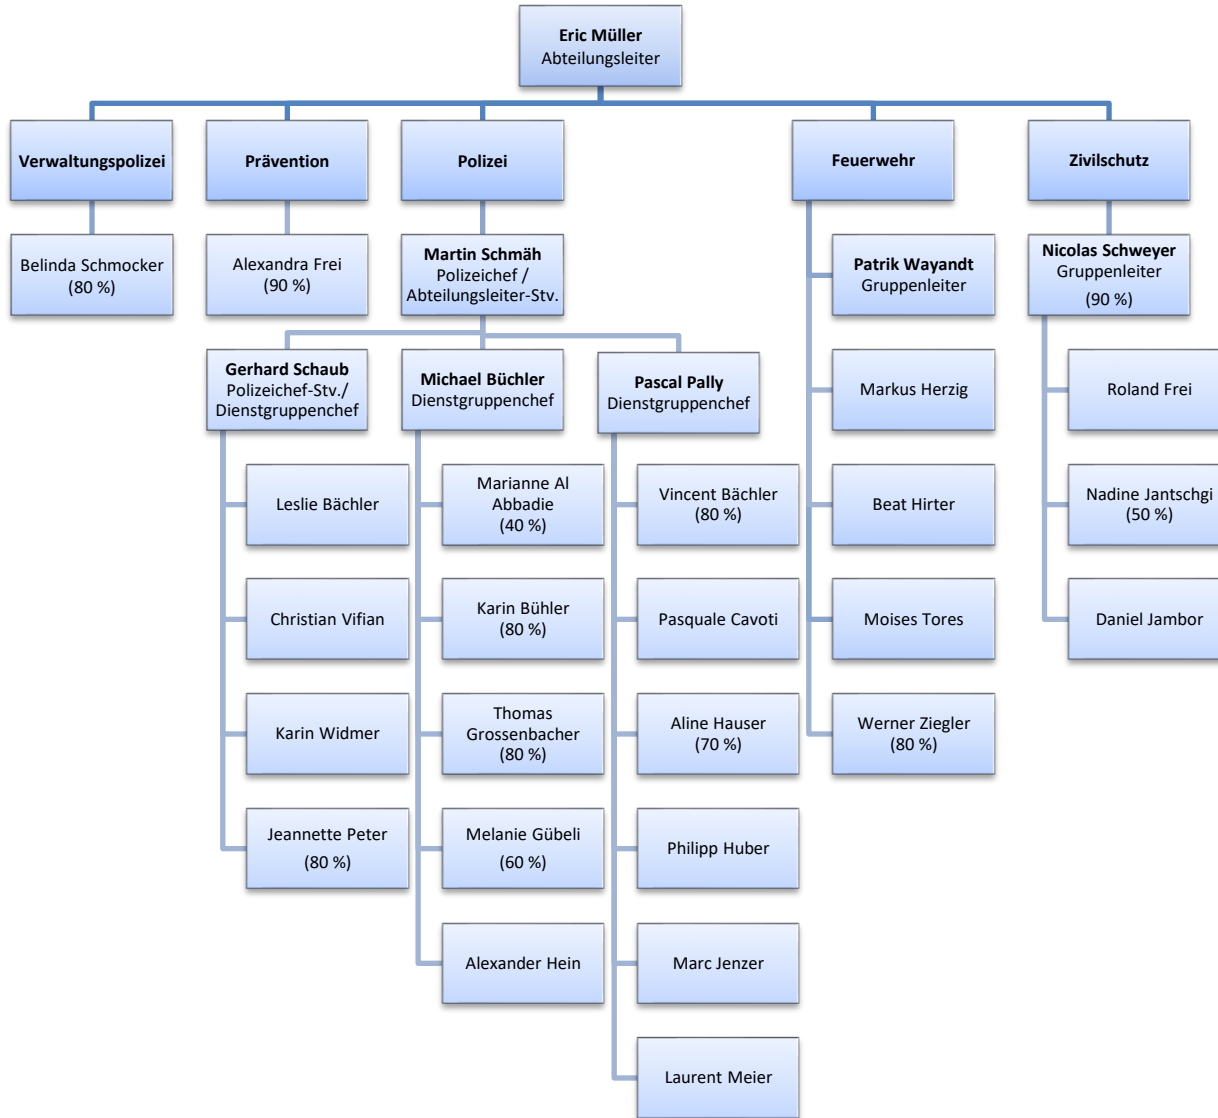 Eric Müller
Abteilungsleiter
Verwaltungspolizei
Prävention
Polizei
Feuerwehr
Zivilschutz
Belinda Schmocker
(80 %)
Alexandra Frei
(90 %)
Martin Schmäh
Polizeichef /
Abteilungsleiter-Stv.
Patrik Wayandt
Gruppenleiter
Nicolas Schweyer
Gruppenleiter
(90 %)
Gerhard Schaub
Polizeichef-Stv./
Dienstgruppenchef
Michael Büchler
Dienstgruppenchef
Pascal Pally
Dienstgruppenchef
Markus Herzig
Roland Frei
Leslie Bächler
Marianne Al
Abbadie
(40 %)
Vincent Bächler
(80 %)
Beat Hirter
Nadine Jantschgi
(50 %)
Christian Vifian
Karin Bühler
(80 %)
Pasquale Cavoti
Moises Tores
Daniel Jambor
Karin Widmer
Thomas
Grossenbacher
(80 %)
Aline Hauser
(70 %)
Werner Ziegler
(80 %)
Jeannette Peter
(80 %)
Melanie Gübeli
(60 %)
Philipp Huber
Alexander Hein
Marc Jenzer
Laurent Meier